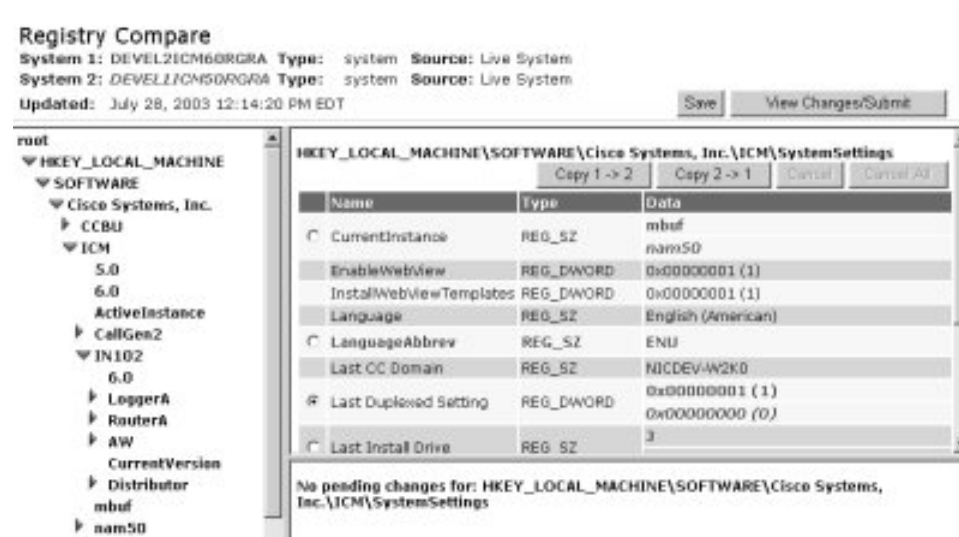 Registry Compare
System 1: DEVEL2ICM60RGRA Type: system Source: Live System
System 2: DEVEL1ICM50RGRA Type: system Source: Live System
Updated: July 28, 2003 12:14:20 PM EDT
Save View Changes/Submit
root
HKEY_LOCAL_MACHINE
SOFTWARE
Cisco Systems, Inc.
CCBU
ICM
5.0
6.0
ActiveInstance
CallGen2
IN102
6.0
LoggerA
RouterA
AW
CurrentVersion
Distributor
mbuf
nam50
HKEY_LOCAL_MACHINE\SOFTWARE\Cisco Systems, Inc.\ICM\SystemSettings
Copy 1 -> 2 Copy 2 -> 1 Cancel Cancel All
Name Type Data
CurrentInstance REG_SZ mbuf
nam50
EnableWebView REG_DWORD 0x00000001 (1)
InstallWebViewTemplates REG_DWORD 0x00000001 (1)
Language REG_SZ English (American)
LanguageAbbrev REG_SZ ENU
Last CC Domain REG_SZ NICDEV-W2K0
Last Duplexed Setting REG_DWORD 0x00000001 (1)
0x00000000 (0)
Last Install Drive REG_SZ 3
No pending changes for: HKEY_LOCAL_MACHINE\SOFTWARE\Cisco Systems,
Inc.\ICM\SystemSettings